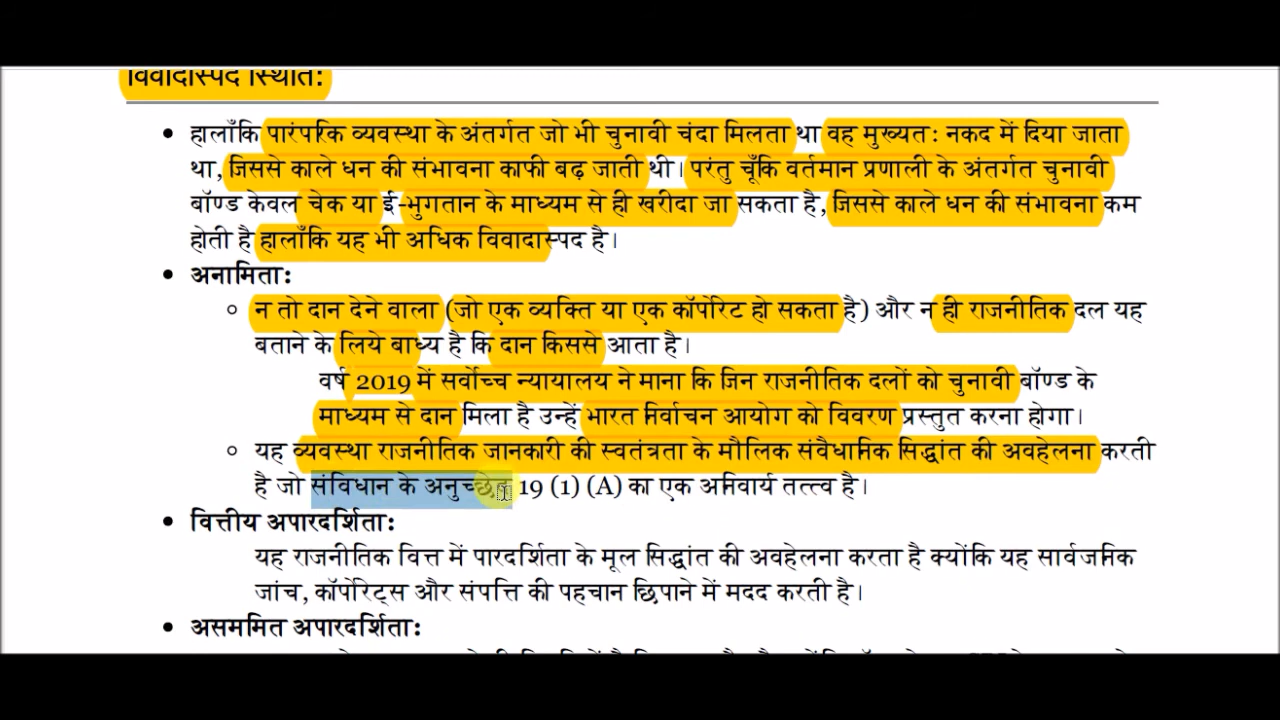 विवादास्पद स्थिति:
हालाँकि पारंपरिक व्यवस्था के अंतर्गत जो भी चुनावी चंदा मिलता था वह मुख्यतः नकद में दिया जाता
था, जिससे काले धन की संभावना काफी बढ़ जाती थी। परंतु चूँकि वर्तमान प्रणाली के अंतर्गत चुनावी
बॉण्ड केवल चेक या ई-भुगतान के माध्यम से ही खरीदा जा सकता है, जिससे काले धन की संभावना कम
होती है हालाँकि यह भी अधिक विवादास्पद है।
अनामिता:
न तो दान देने वाला (जो एक व्यक्ति या एक कॉर्पोरेट हो सकता है) और न ही राजनीतिक दल यह
बताने के लिये बाध्य है कि दान किससे आता है।
वर्ष 2019 में सर्वोच्च न्यायालय ने माना कि जिन राजनीतिक दलों को चुनावी बॉण्ड के
माध्यम से दान मिला है उन्हें भारत निर्वाचन आयोग को विवरण प्रस्तुत करना होगा।
यह व्यवस्था राजनीतिक जानकारी की स्वतंत्रता के मौलिक संवैधानिक सिद्धांत की अवहेलना करती
है जो संविधान के अनुच्छेद 19 (1) (A) का एक अनिवार्य तत्त्व है।
वित्तीय अपारदर्शिता:
यह राजनीतिक वित्त में पारदर्शिता के मूल सिद्धांत की अवहेलना करता है क्योंकि यह सार्वजनिक
जांच, कॉर्पोरेट्स और संपत्ति की पहचान छिपाने में मदद करती है।
असममित अपारदर्शिता: